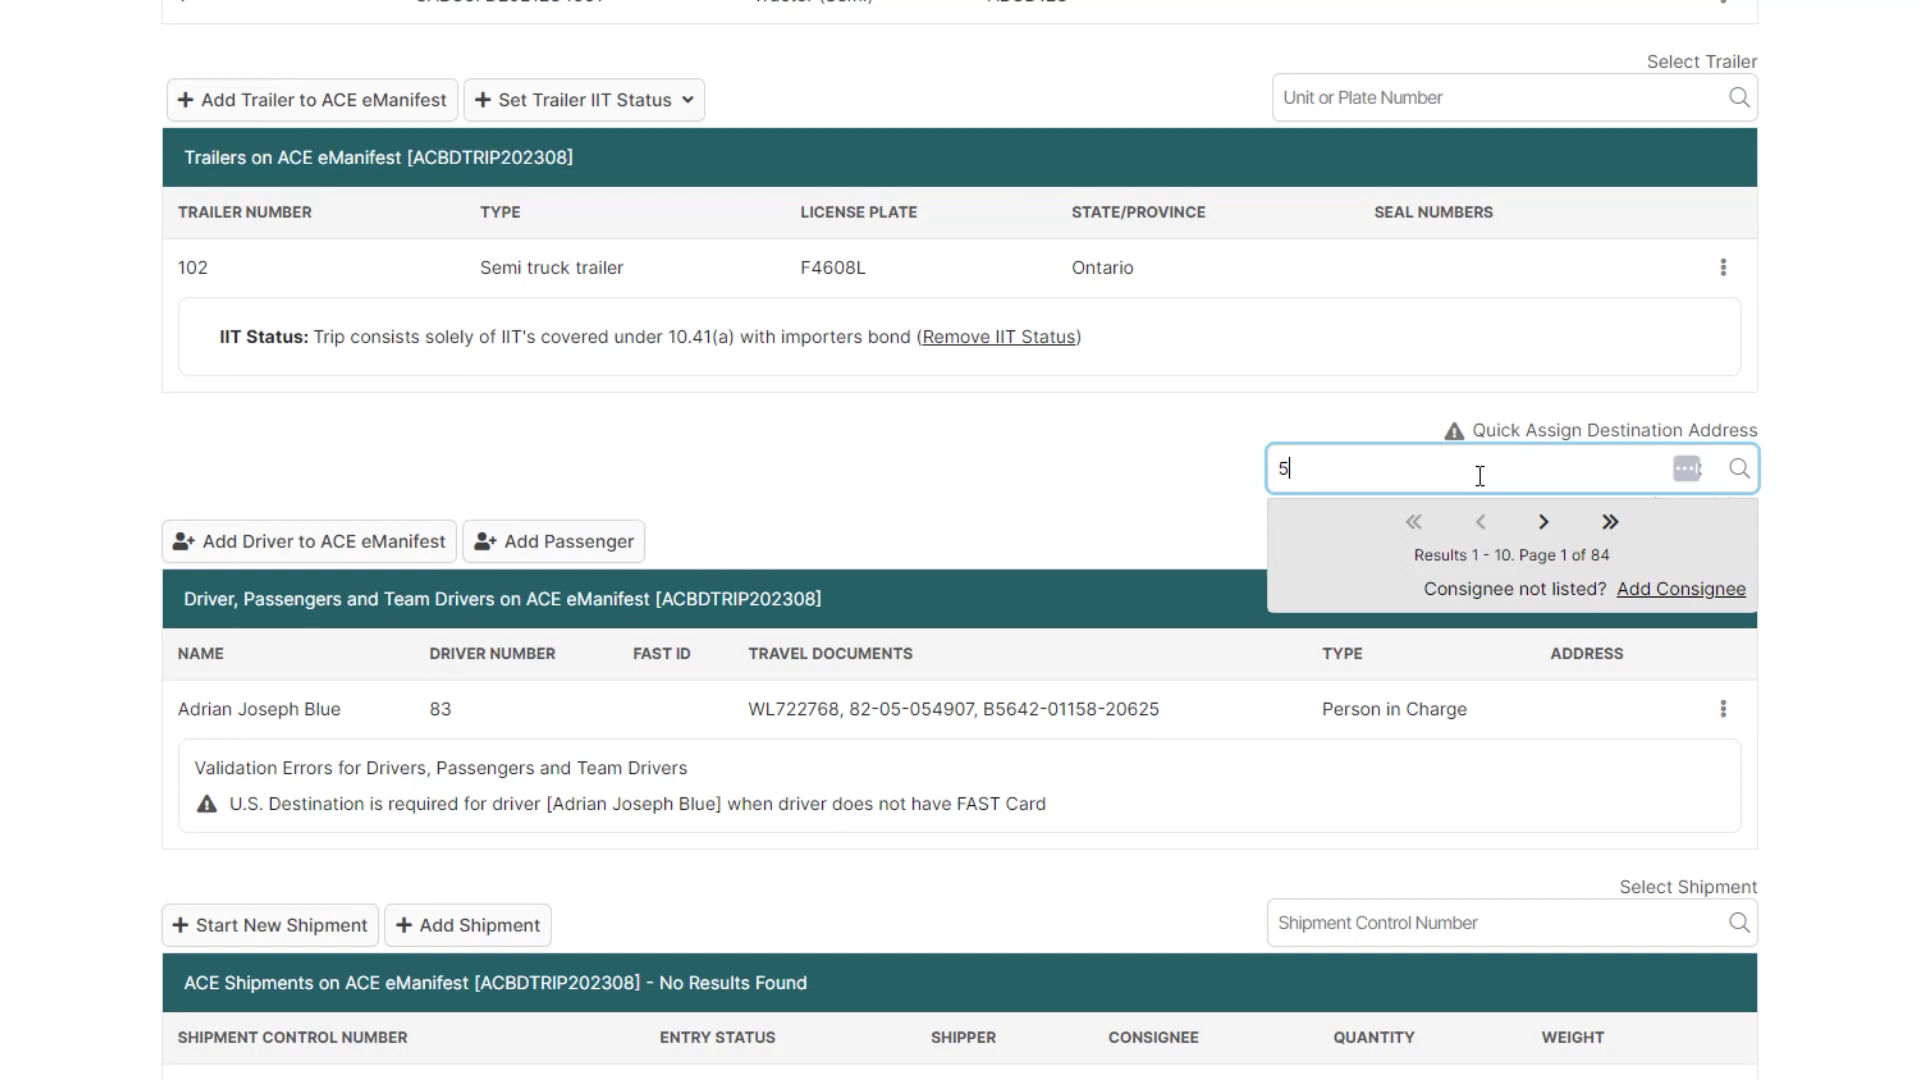 Select Trailer
Add Trailer to ACE eManifest
Set Trailer IIT Status
Unit or Plate Number
Trailers on ACE eManifest [ACBDTRIP202308]
TRAILER NUMBER TYPE LICENSE PLATE STATE/PROVINCE SEAL NUMBERS
102 Semi truck trailer F4608L Ontario
IIT Status: Trip consists solely of IIT's covered under 10.41(a) with importers bond (Remove IIT Status)
Quick Assign Destination Address
5
Results 1 - 10. Page 1 of 84
Consignee not listed? Add Consignee
Add Driver to ACE eManifest
Add Passenger
Driver, Passengers and Team Drivers on ACE eManifest [ACBDTRIP202308]
NAME DRIVER NUMBER FAST ID TRAVEL DOCUMENTS TYPE ADDRESS
Adrian Joseph Blue 83 WL722768, 82-05-054907, B5642-01158-20625 Person in Charge
Validation Errors for Drivers, Passengers and Team Drivers
U.S. Destination is required for driver [Adrian Joseph Blue] when driver does not have FAST Card
Select Shipment
Start New Shipment
Add Shipment
Shipment Control Number
ACE Shipments on ACE eManifest [ACBDTRIP202308] - No Results Found
SHIPMENT CONTROL NUMBER ENTRY STATUS SHIPPER CONSIGNEE QUANTITY WEIGHT